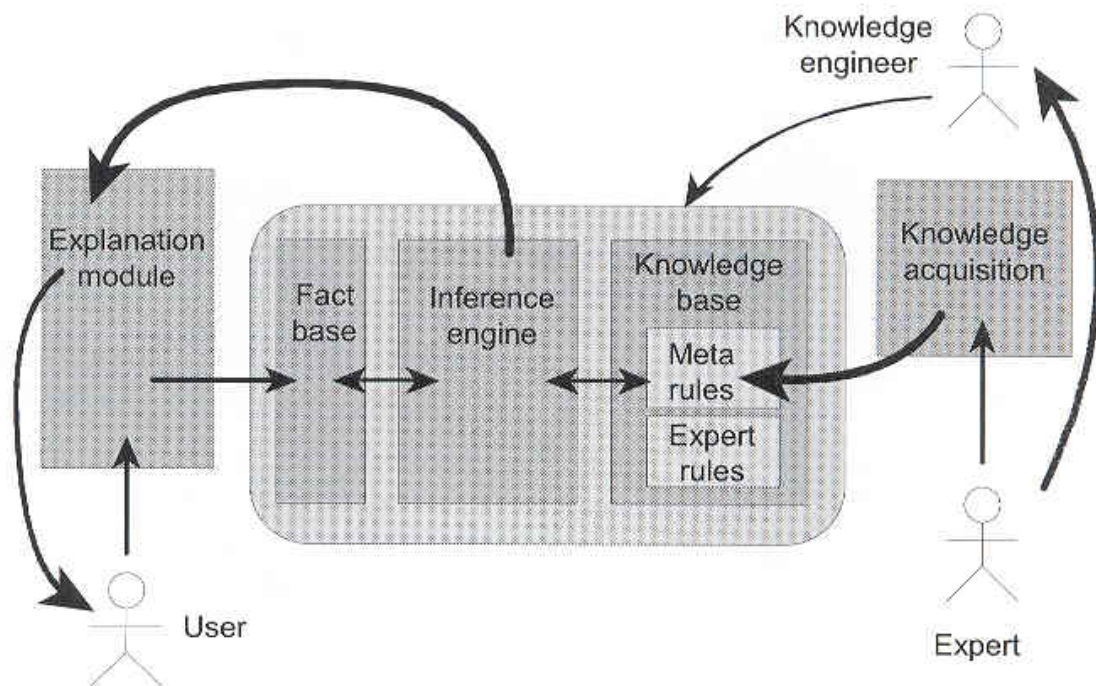 Knowledge
engineer
Explanation
module
Fact
base
Inference
engine
Knowledge
base
Meta
rules
Expert
rules
Knowledge
acquisition
User
Expert